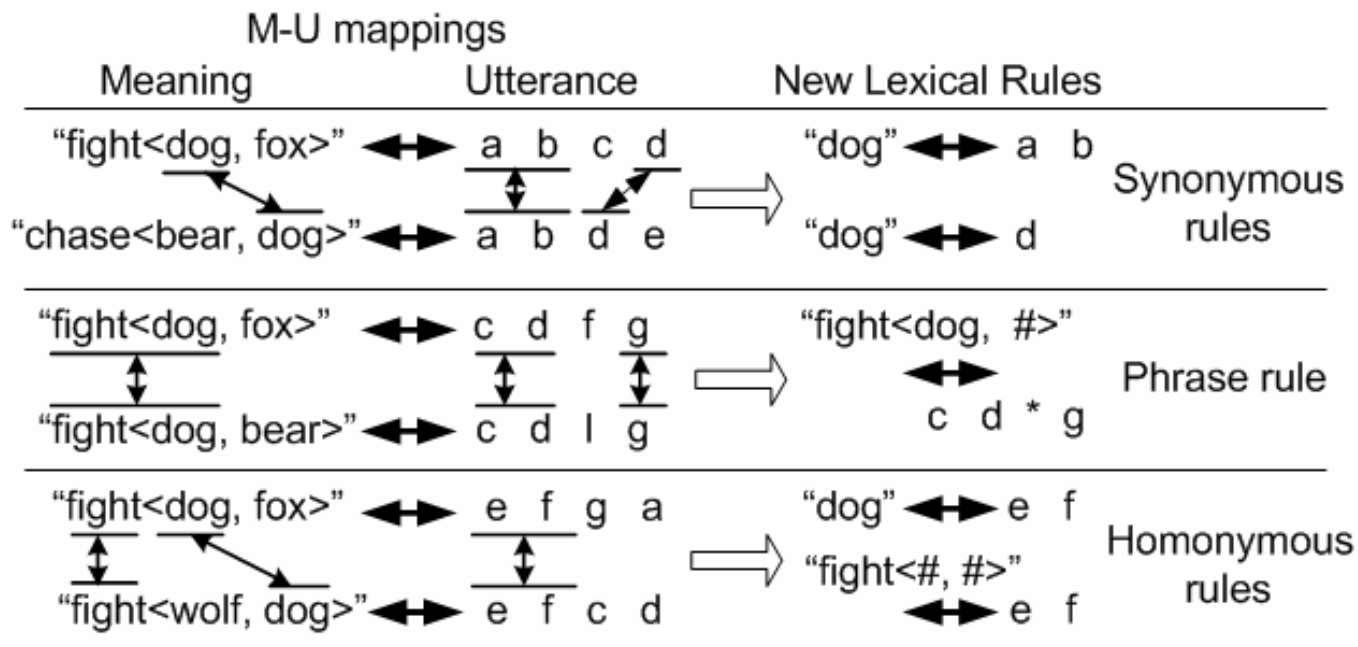 M-U mappings
Meaning Utterance New Lexical Rules
“fight<dog, fox>” a b c d “dog” a b
Synonymous
rules
“chase<bear, dog>” a b d e “dog” d
“fight<dog, fox>” c d f g “fight<dog, #>”
Phrase rule
“fight<dog, bear>” c d l g c d * g
“fight<dog, fox>” e f g a “dog” e f
Homonymous
rules
“fight<#, #>”
“fight<wolf, dog>” e f c d e f